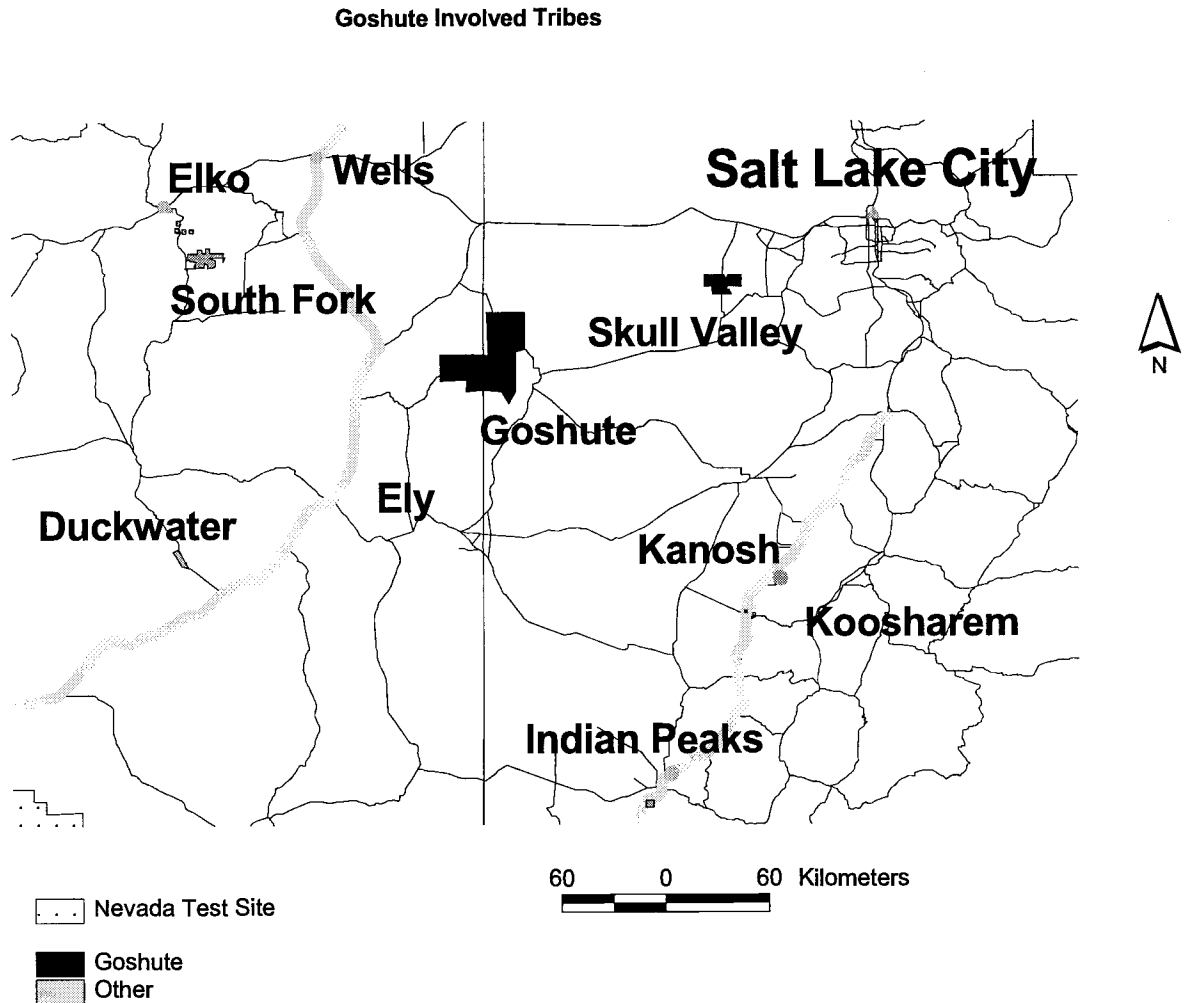 Goshute Involved Tribes
Salt Lake City
Elko
Wells
South Fork
Skull Valley
N
Goshute
Ely
Duckwater
Kanosh
Koosharem
Indian Peaks
60 0 60 Kilometers
Nevada Test Site
Goshute
Other